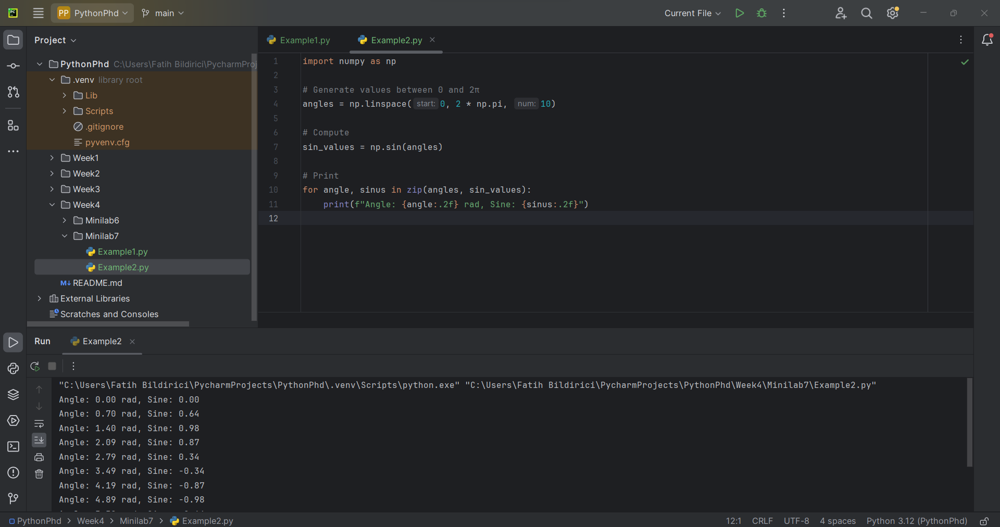 PC
PP PythonPhd main Current File
Project
Example1.py Example2.py
PythonPhd C:\Users\Fatih Bildirici\PycharmProj
.venv library root
Lib
Scripts
.gitignore
pyvenv.cfg
Week1
Week2
Week3
Week4
Minilab6
Minilab7
Example1.py
Example2.py
M↓ README.md
External Libraries
Scratches and Consoles
1 import numpy as np
2
3 # Generate values between 0 and 2π
4 angles = np.linspace( start: 0, 2 * np.pi, num: 10)
5
6 # Compute
7 sin_values = np.sin(angles)
8
9 # Print
10 for angle, sinus in zip(angles, sin_values):
11     print(f"Angle: {angle:.2f} rad, Sine: {sinus:.2f}")
12
Run Example2
"C:\Users\Fatih Bildirici\PycharmProjects\PythonPhd\.venv\Scripts\python.exe" "C:\Users\Fatih Bildirici\PycharmProjects\PythonPhd\Week4\Minilab7\Example2.py"
Angle: 0.00 rad, Sine: 0.00
Angle: 0.70 rad, Sine: 0.64
Angle: 1.40 rad, Sine: 0.98
Angle: 2.09 rad, Sine: 0.87
Angle: 2.79 rad, Sine: 0.34
Angle: 3.49 rad, Sine: -0.34
Angle: 4.19 rad, Sine: -0.87
Angle: 4.89 rad, Sine: -0.98
PythonPhd > Week4 > Minilab7 > Example2.py 12:1 CRLF UTF-8 4 spaces Python 3.12 (PythonPhd)